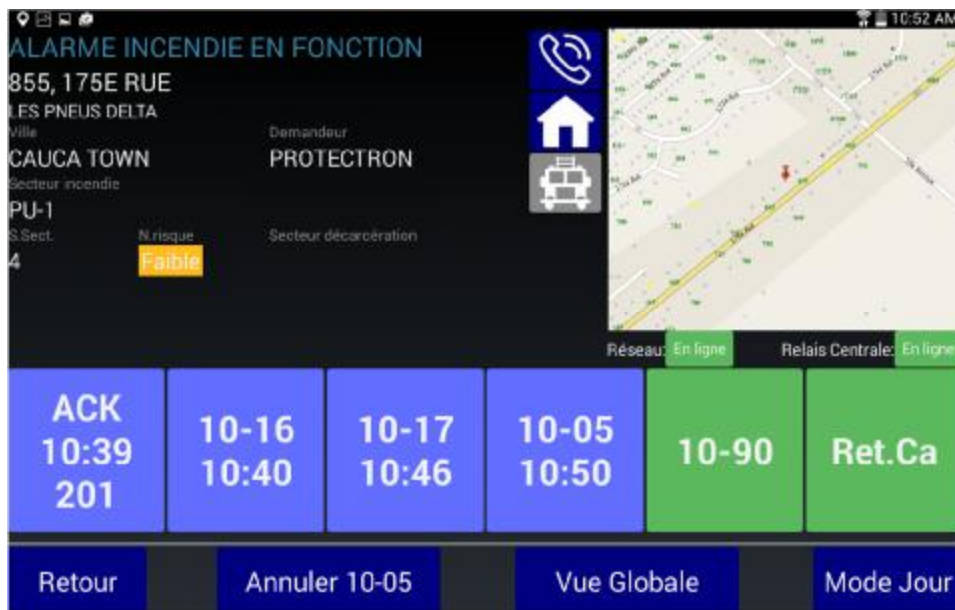 10:52 AM
ALARME INCENDIE EN FONCTION
855, 175E RUE
LES PNEUS DELTA
Ville
Demandeur
CAUCA TOWN
PROTECTRON
Secteur incendie
PU-1
S.Sect.
N.risque
Secteur décarcération
4
Faible
Réseau: En ligne
Relais Centrale: En ligne
ACK
10:39
201
10-16
10:40
10-17
10:46
10-05
10:50
10-90
Ret.Ca
Retour
Annuler 10-05
Vue Globale
Mode Jour